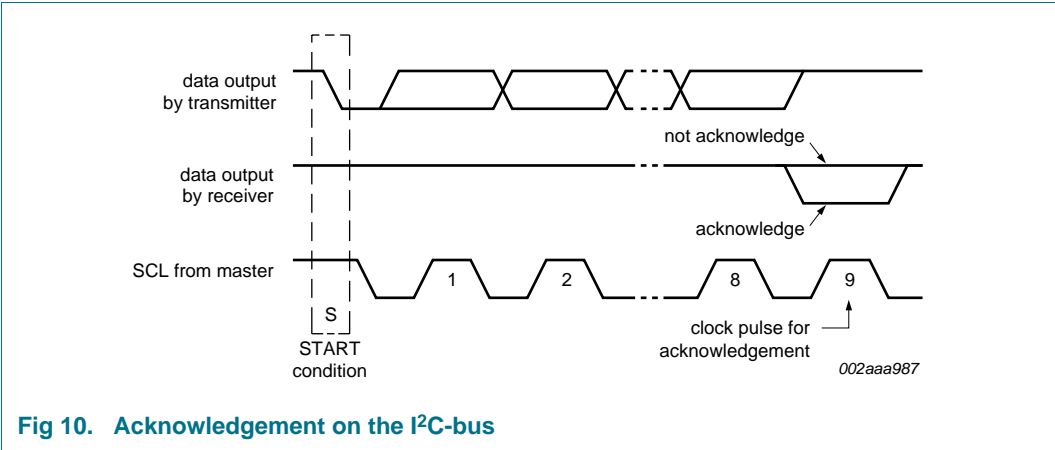 data output
by transmitter
not acknowledge
data output
by receiver
acknowledge
SCL from master
1
2
8
9
S
START
condition
clock pulse for
acknowledgement
002aaa987
Fig 10. Acknowledgement on the I²C-bus